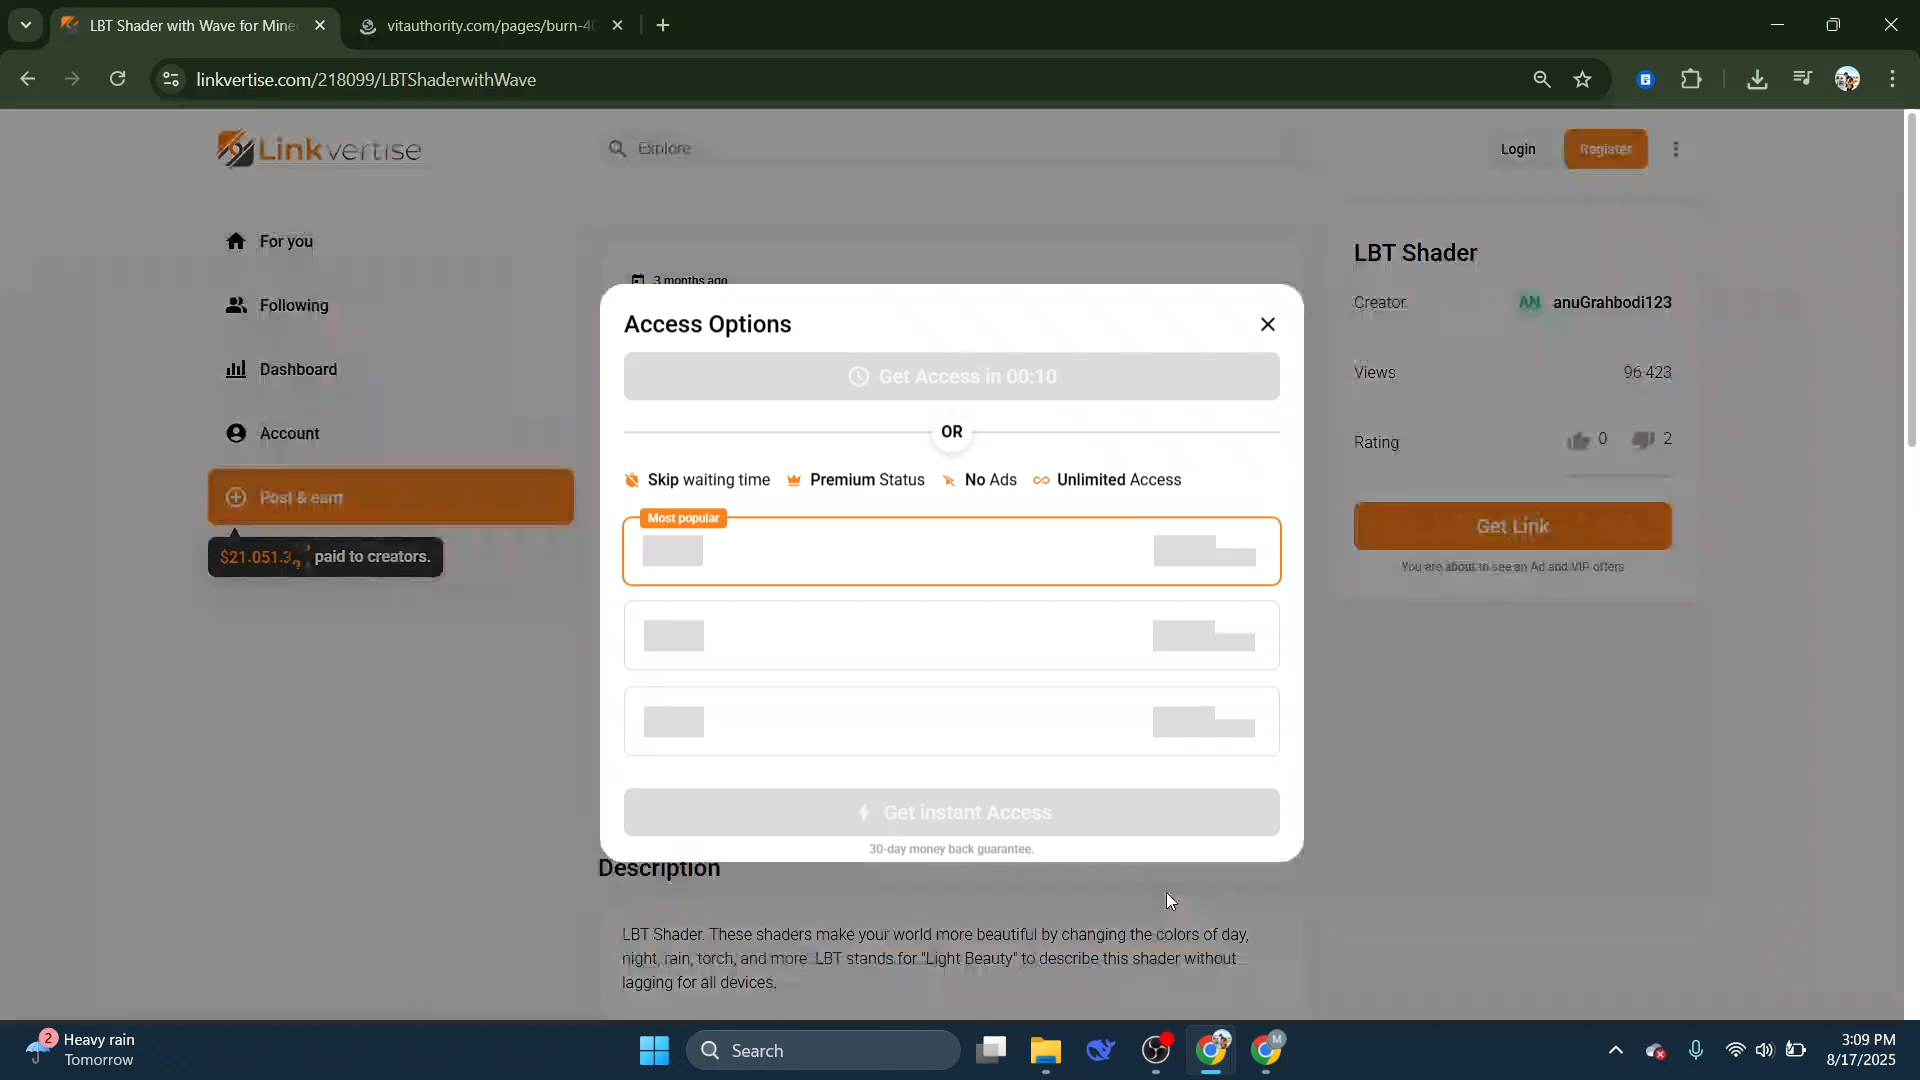 LBT Shader with Wave for Mine
vitauthority.com/pages/burn-4
linkvertise.com/218099/LBTShaderwithWave
Linkvertise
Explore
Login
Register
For you
Following
Dashboard
Account
Post & earn
$21.051.3 paid to creators.
3 months ago
Access Options
Get Access in 00:10
OR
Skip waiting time
Premium Status
No Ads
Unlimited Access
Most popular
Get instant Access
30-day money back guarantee.
LBT Shader
Creator
AN anuGrahbodi123
Views
96 423
Rating
0
2
Get Link
You are about to see an Ad and VIP offers
Description
LBT Shader. These shaders make your world more beautiful by changing the colors of day,
night, rain, torch, and more. LBT stands for "Light Beauty" to describe this shader without
lagging for all devices.
2
Heavy rain
Tomorrow
Search
M
3:09 PM
8/17/2025